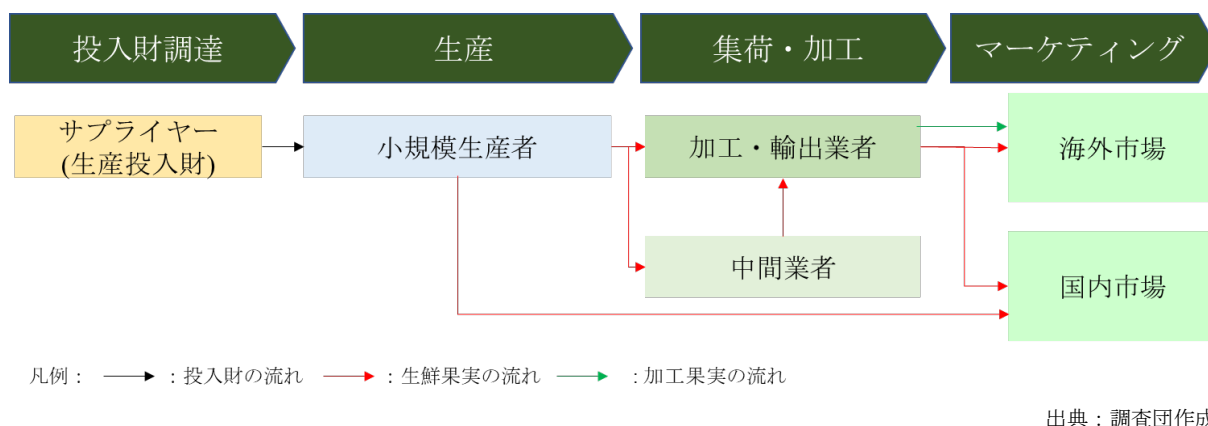 投入財調達
生産
集荷・加工
マーケティング
サプライヤー
(生産投入財)
小規模生産者
加工・輸出業者
海外市場
中間業者
国内市場
凡例： ：投入財の流れ ：生鮮果実の流れ ：加工果実の流れ
出典：調査団作成